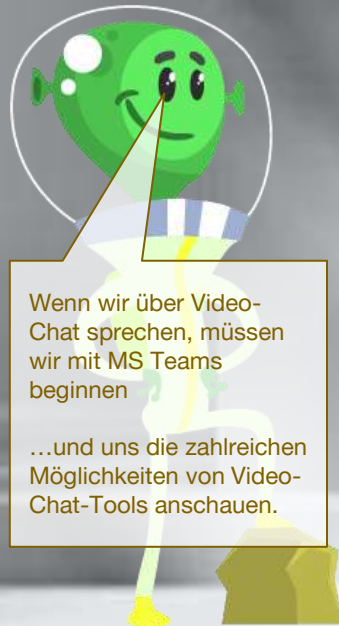 Wenn wir über Video-
Chat sprechen, müssen
wir mit MS Teams
beginnen
…und uns die zahlreichen
Möglichkeiten von Video-
Chat-Tools anschauen.